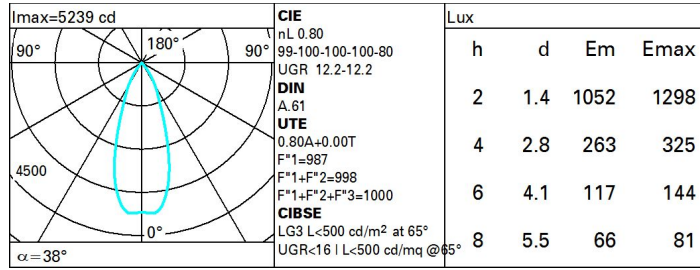 Imax=5239 cd
90° 180° 90°
4500
0°
α=38°
CIE
nL 0.80
99-100-100-100-80
UGR 12.2-12.2
DIN
A.61
UTE
0.80A+0.00T
F"1=987
F"1+F"2=998
F"1+F"2+F"3=1000
CIBSE
LG3 L<500 cd/m² at 65°
UGR<16 | L<500 cd/mq @65°
Lux
h d Em Emax
2 1.4 1052 1298
4 2.8 263 325
6 4.1 117 144
8 5.5 66 81